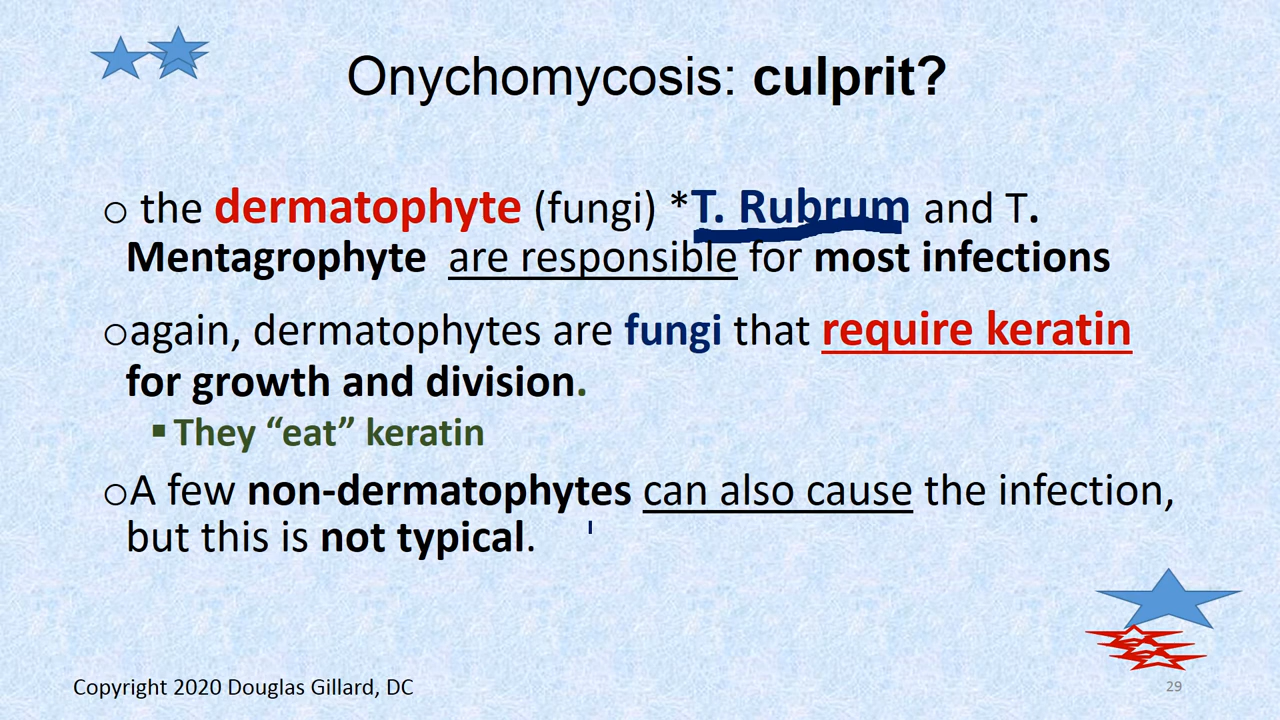 Onychomycosis: culprit?
o the dermatophyte (fungi) *T. Rubrum and T.
Mentagrophyte are responsible for most infections
oagain, dermatophytes are fungi that require keratin
for growth and division.
▪They “eat” keratin
oA few non-dermatophytes can also cause the infection,
but this is not typical.
Copyright 2020 Douglas Gillard, DC
29